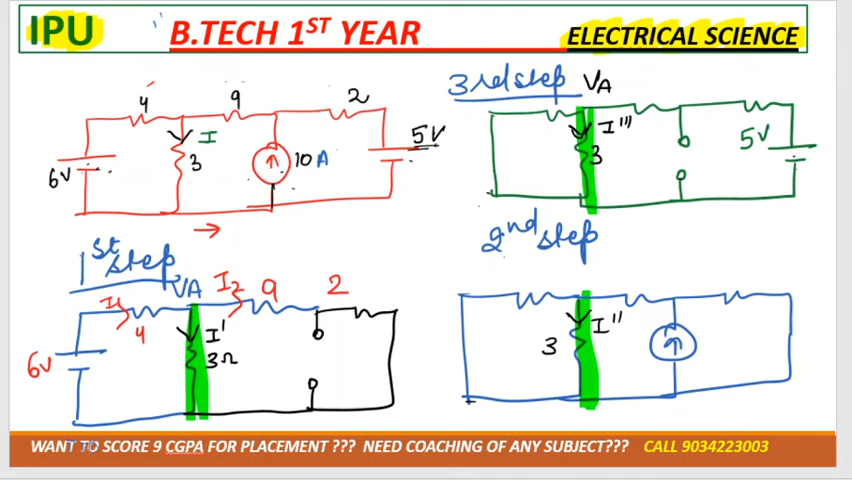 IPU
B.TECH 1ST YEAR
ELECTRICAL SCIENCE
4
9
2
I
3
6V
10A
5V
3rd step
VA
I'''
3
5V
1st step
VA
I1
I2
9
2
4
I'
3Ω
6V
2nd step
I''
3
WANT TO SCORE 9 CGPA FOR PLACEMENT ??? NEED COACHING OF ANY SUBJECT??? CALL 9034223003